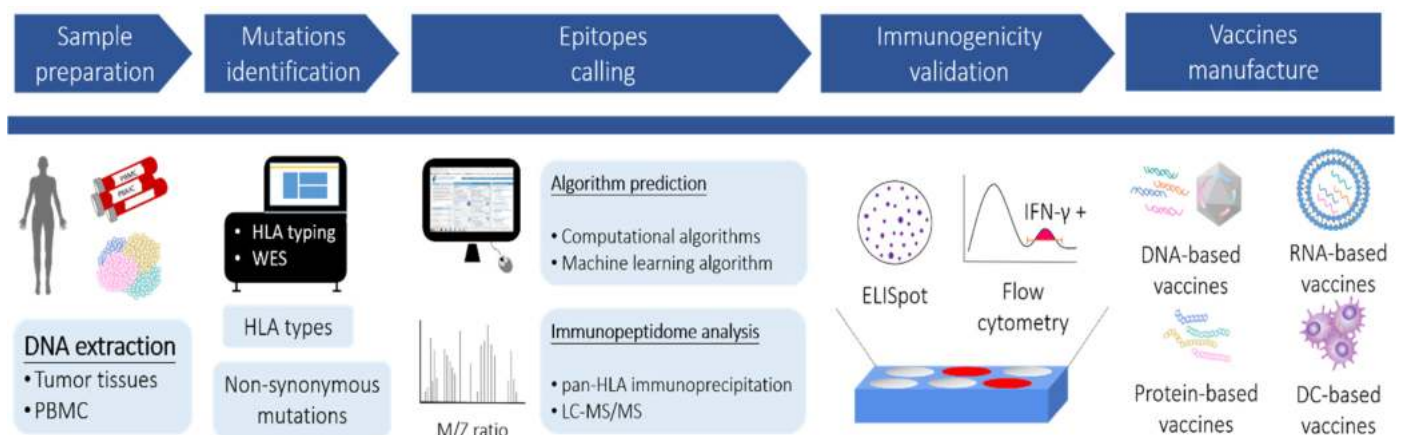 Sample
preparation
Mutations
identification
Epitopes
calling
Immunogenicity
validation
Vaccines
manufacture
PBMC
PBMC
DNA extraction
• Tumor tissues
• PBMC
• HLA typing
• WES
HLA types
Non-synonymous
mutations
Algorithm prediction
• Computational algorithms
• Machine learning algorithm
M/Z ratio
Immunopeptidome analysis
• pan-HLA immunoprecipitation
• LC-MS/MS
ELISpot
IFN-γ +
Flow
cytometry
DNA-based
vaccines
RNA-based
vaccines
Protein-based
vaccines
DC-based
vaccines